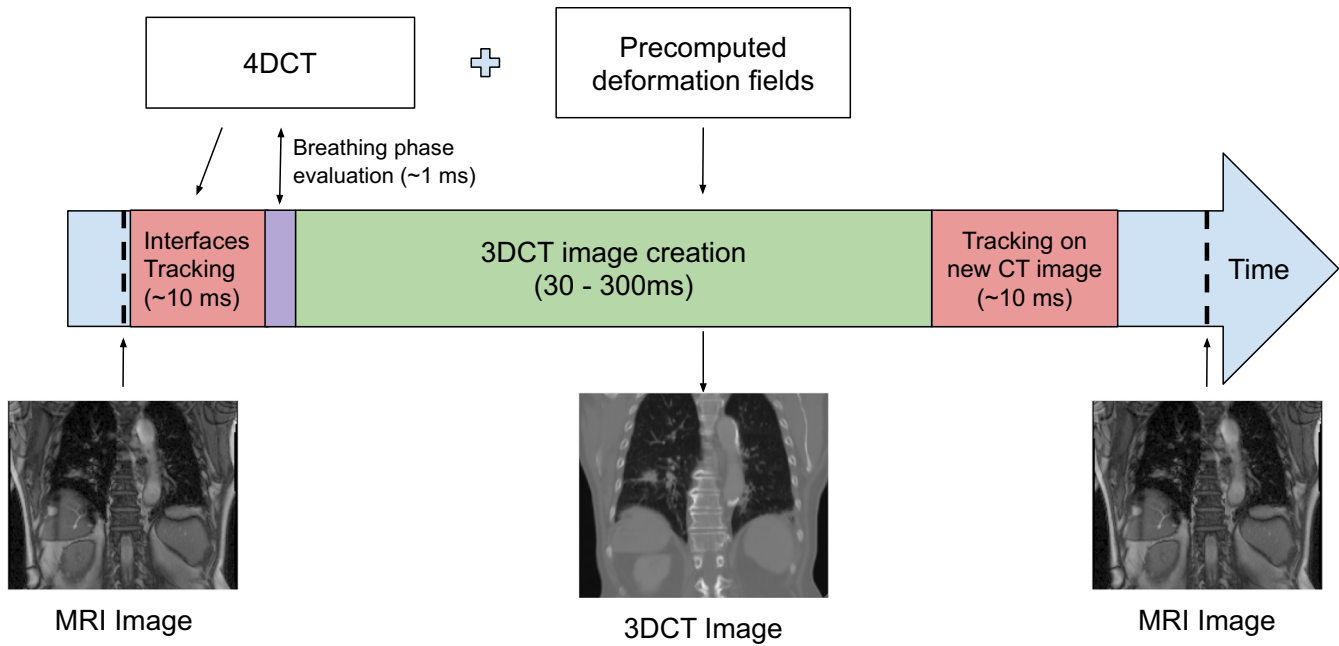 4DCT
Precomputed
deformation fields
Breathing phase
evaluation (~1 ms)
Interfaces
Tracking
(~10 ms)
3DCT image creation
(30 - 300ms)
Tracking on
new CT image
(~10 ms)
Time
MRI Image
3DCT Image
MRI Image